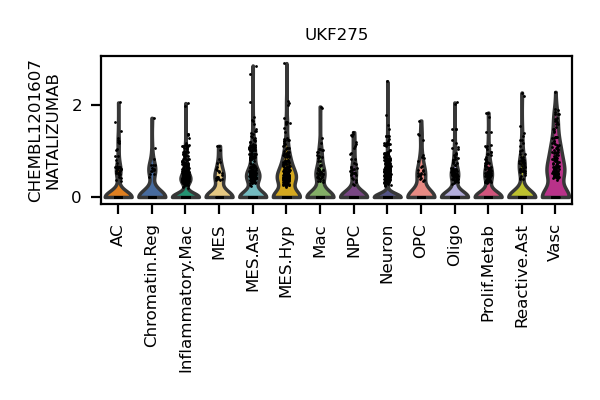 UKF275
CHEMBL1201607
NATALIZUMAB
2
0
AC
Chromatin.Reg
Inflammatory.Mac
MES
MES.Ast
MES.Hyp
Mac
NPC
Neuron
OPC
Oligo
Prolif.Metab
Reactive.Ast
Vasc